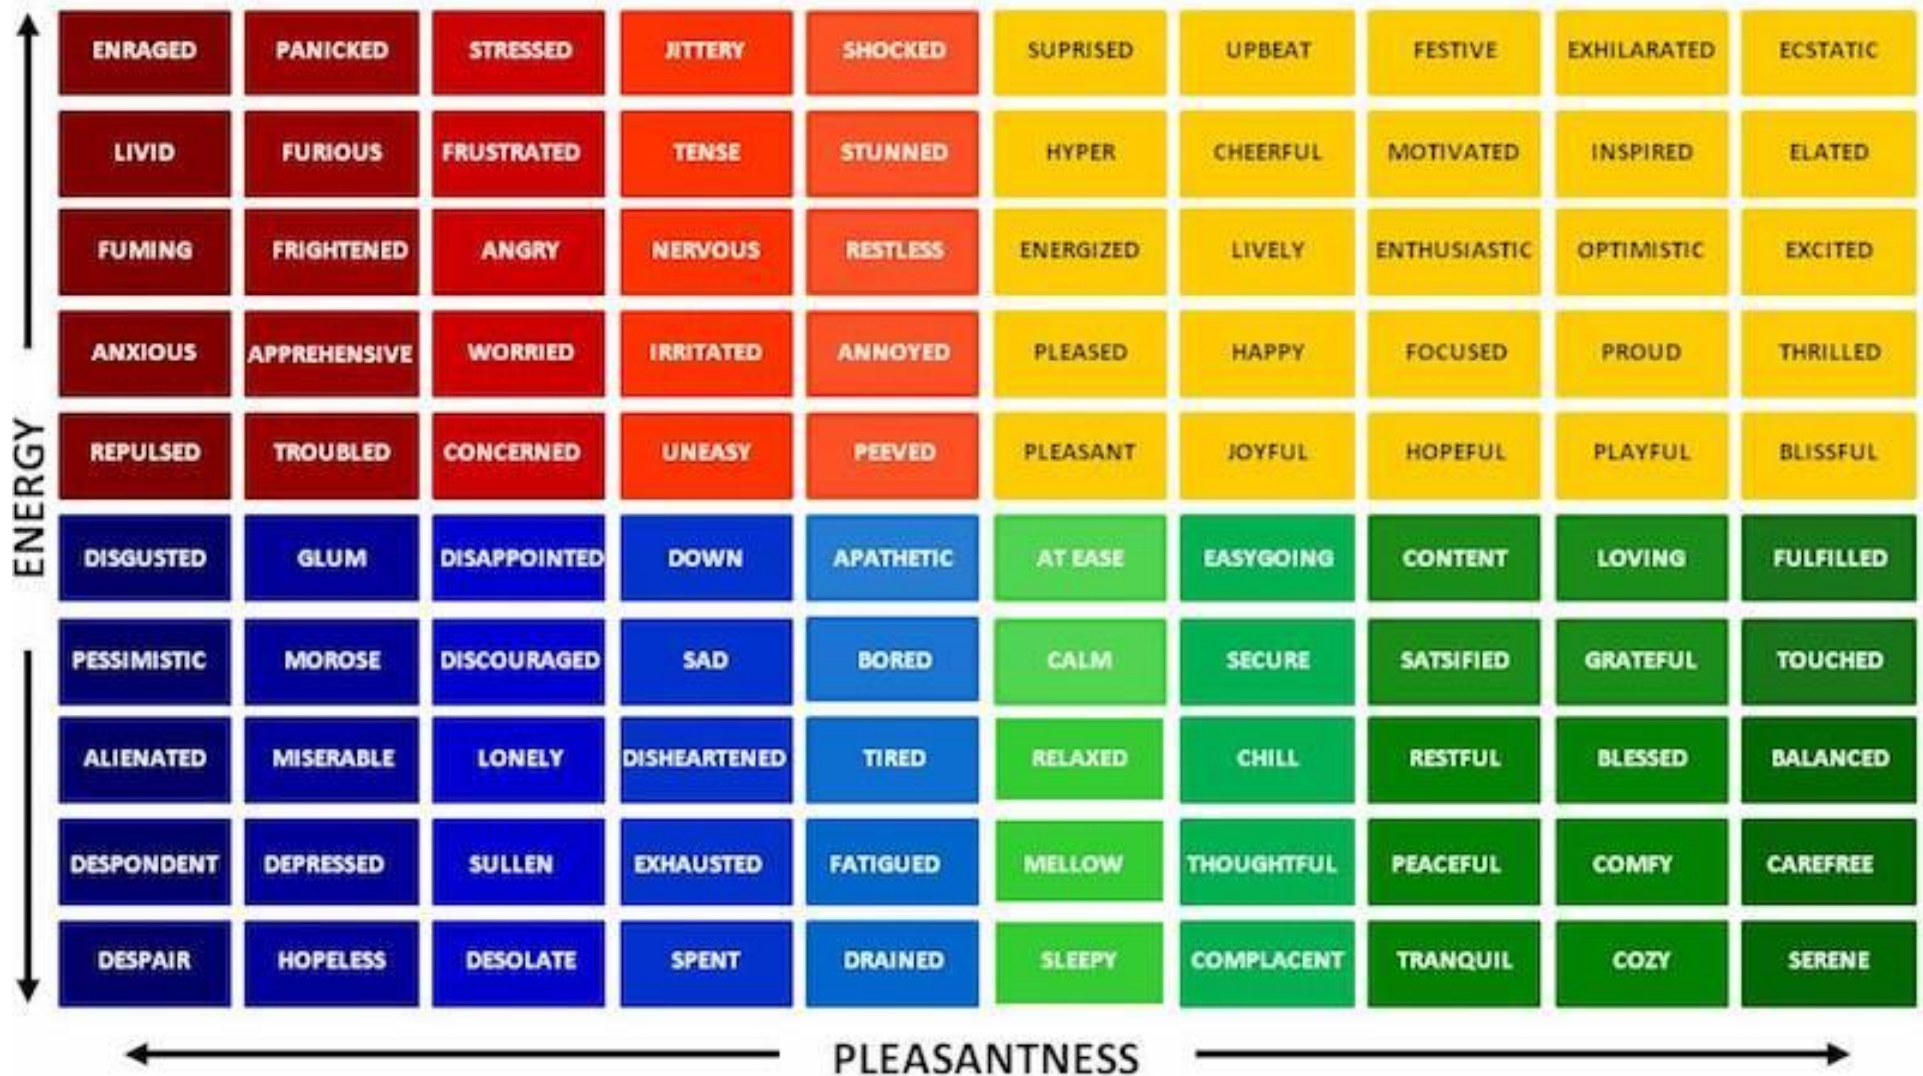 ENRAGED PANICKED STRESSED JITTERY SHOCKED SUPRISED UPBEAT FESTIVE EXHILARATED ECSTATIC
LIVID FURIOUS FRUSTRATED TENSE STUNNED HYPER CHEERFUL MOTIVATED INSPIRED ELATED
FUMING FRIGHTENED ANGRY NERVOUS RESTLESS ENERGIZED LIVELY ENTHUSIASTIC OPTIMISTIC EXCITED
ANXIOUS APPREHENSIVE WORRIED IRRITATED ANNOYED PLEASED HAPPY FOCUSED PROUD THRILLED
REPULSED TROUBLED CONCERNED UNEASY PEEVED PLEASANT JOYFUL HOPEFUL PLAYFUL BLISSFUL
ENERGY
DISGUSTED GLUM DISAPPOINTED DOWN APATHETIC AT EASE EASYGOING CONTENT LOVING FULFILLED
PESSIMISTIC MOROSE DISCOURAGED SAD BORED CALM SECURE SATSIFIED GRATEFUL TOUCHED
ALIENATED MISERABLE LONELY DISHEARTENED TIRED RELAXED CHILL RESTFUL BLESSED BALANCED
DESPONDENT DEPRESSED SULLEN EXHAUSTED FATIGUED MELLOW THOUGHTFUL PEACEFUL COMFY CAREFREE
DESPAIR HOPELESS DESOLATE SPENT DRAINED SLEEPY COMPLACENT TRANQUIL COZY SERENE
PLEASANTNESS